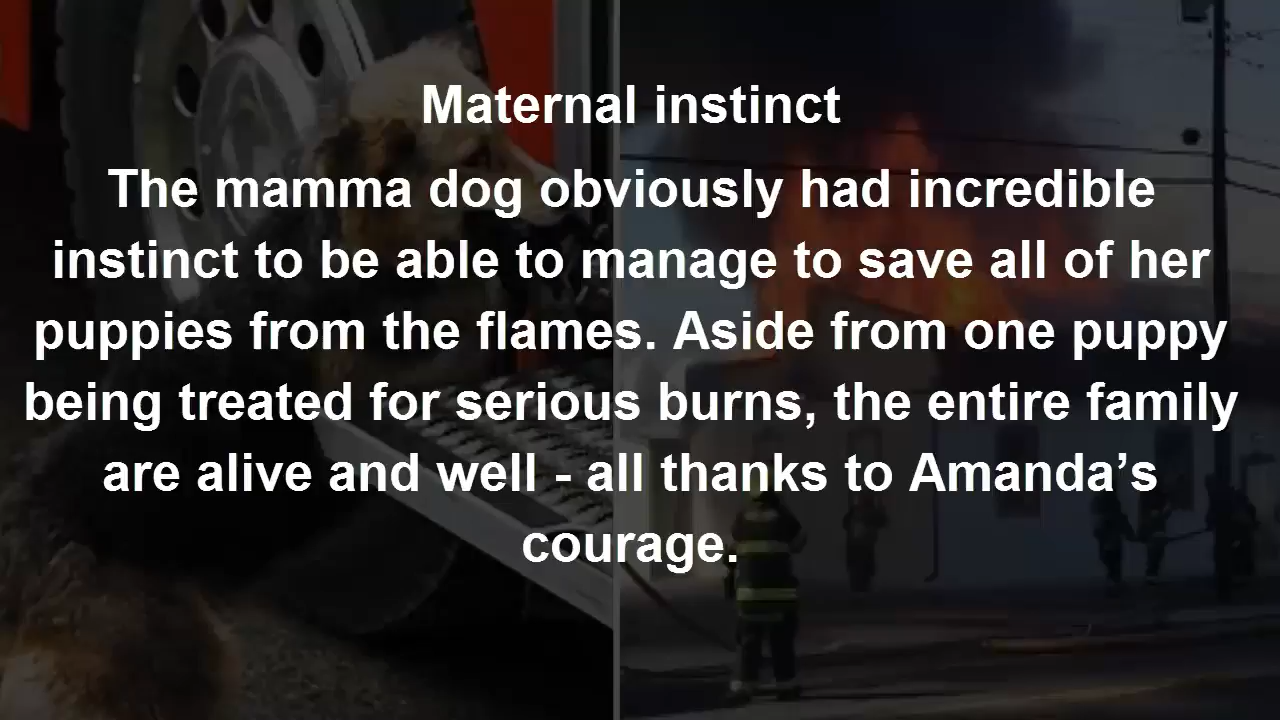 Maternal instinct
The mamma dog obviously had incredible
instinct to be able to manage to save all of her
puppies from the flames. Aside from one puppy
being treated for serious burns, the entire family
are alive and well - all thanks to Amanda’s
courage.